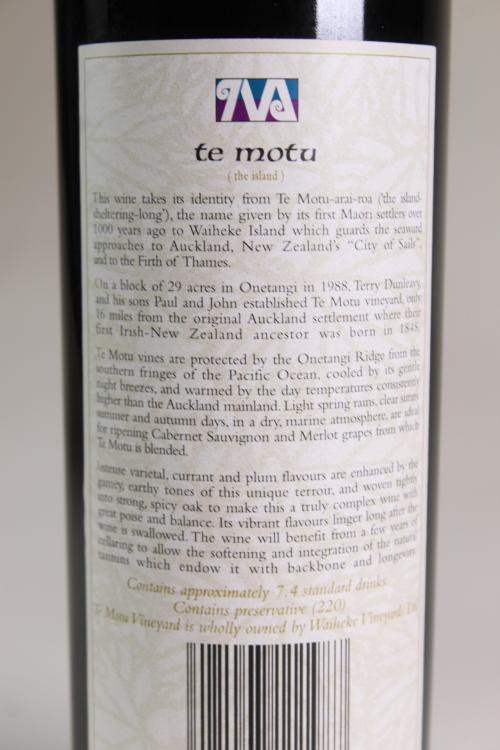 te motu
( the island )
This wine takes its identity from Te Motu-arai-roa ('the island-
sheltering-long'), the name given by its first Maori settlers over
1000 years ago to Waiheke Island which guards the seaward
approaches to Auckland, New Zealand's "City of Sails",
and to the Firth of Thames.
On a block of 29 acres in Onetangi in 1988, Terry Dunleavy
and his sons Paul and John established Te Motu vineyard, only
16 miles from the original Auckland settlement where their
first Irish-New Zealand ancestor was born in 1848.
Te Motu vines are protected by the Onetangi Ridge from the
southern fringes of the Pacific Ocean, cooled by its gentle
night breezes, and warmed by the day temperatures consistently
higher than the Auckland mainland. Light spring rains, clear sunny
summer and autumn days, in a dry, marine atmosphere, are ideal
for ripening Cabernet Sauvignon and Merlot grapes from which
Te Motu is blended.
Intense varietal, currant and plum flavours are enhanced by the
gamey, earthy tones of this unique terroir, and woven tightly
into strong, spicy oak to make this a truly complex wine with
great poise and balance. Its vibrant flavours linger long after the
wine is swallowed. The wine will benefit from a few years of
cellaring to allow the softening and integration of the natural
tannins which endow it with backbone and longevity.
Contains approximately 7.4 standard drinks
Contains preservative (220)
Te Motu Vineyard is wholly owned by Waiheke Vineyards Ltd